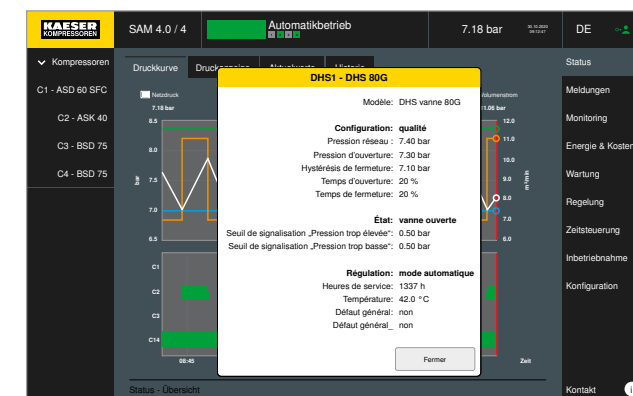 KAESER
KOMPRESSOREN
SAM 4.0 / 4
Automatikbetrieb
7.18 bar
DE
Kompressoren
C1 - ASD 60 SFC
C2 - ASK 40
C3 - BSD 75
C4 - BSD 75
Druckkurve
Netzdruck
7.18 bar
Volumenstrom
11.06 bar
8.5
8.0
7.5
7.0
6.5
bar
12.0
11.0
10.0
9.0
8.0
7.0
6.0
m³/min
C1
C2
C3
C14
08:45
Zeit
DHS1 - DHS 80G
Modèle: DHS vanne 80G
Configuration: qualité
Pression réseau : 7.40 bar
Pression d'ouverture: 7.30 bar
Hystérésis de fermeture: 7.10 bar
Temps d'ouverture: 20 %
Temps de fermeture: 20 %
État: vanne ouverte
Seuil de signalisation „Pression trop élevée“: 0.50 bar
Seuil de signalisation „Pression trop basse“: 0.50 bar
Régulation: mode automatique
Heures de service: 1337 h
Température: 42.0 °C
Défaut général: non
Défaut général_ non
Fermer
Status
Meldungen
Monitoring
Energie & Kosten
Wartung
Regelung
Zeitsteuerung
Inbetriebnahme
Konfiguration
Status - Übersicht
Kontakt
i